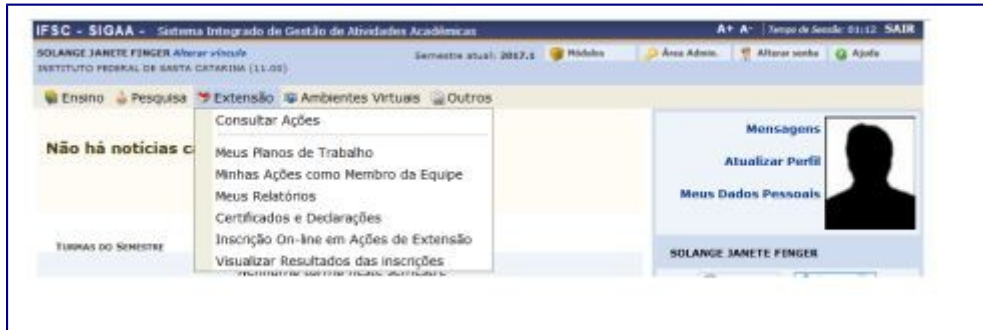 IFSC - SIGAA - Sistema Integrado de Gestão de Atividades Acadêmicas A+ A- Tempo de Sessão: 01:12 SAIR
SOLANGE JANETE FINGER Alterar vínculo Semestre atual: 2017.1 Módulos Área Admin. Alterar senha Ajuda
INSTITUTO FEDERAL DE SANTA CATARINA (11.00)
Ensino Pesquisa Extensão Ambientes Virtuais Outros
Consultar Ações
Mensagens
Não há notícias c
Meus Planos de Trabalho
Atualizar Perfil
Minhas Ações como Membro da Equipe
Meus Relatórios
Meus Dados Pessoais
Certificados e Declarações
Inscrição On-line em Ações de Extensão
Turmas do Semestre
Visualizar Resultados das inscrições
SOLANGE JANETE FINGER